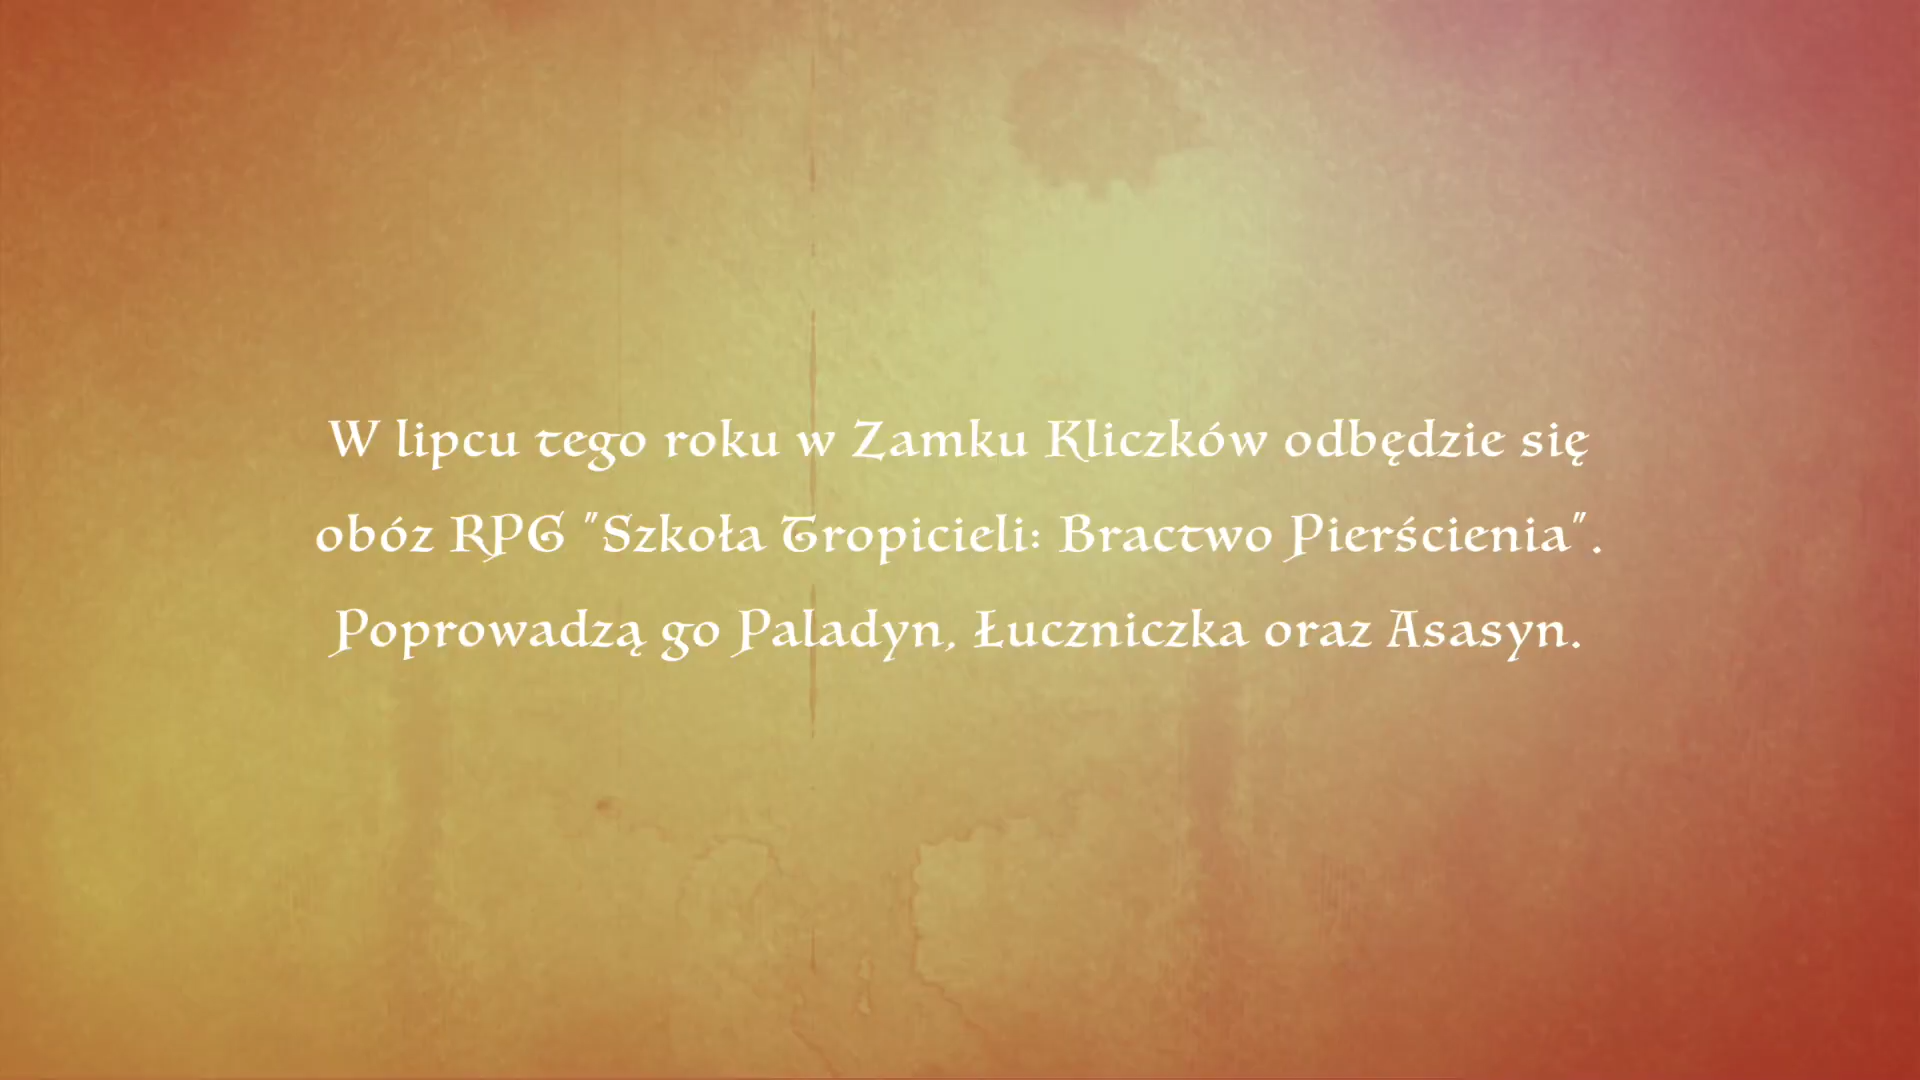 W lipcu tego roku w Zamku Kliczków odbędzie się
obóz RPG "Szkoła Tropicieli: Bractwo Pierścienia".
Poprowadzą go Paladyn, Łuczniczka oraz Asasyn.